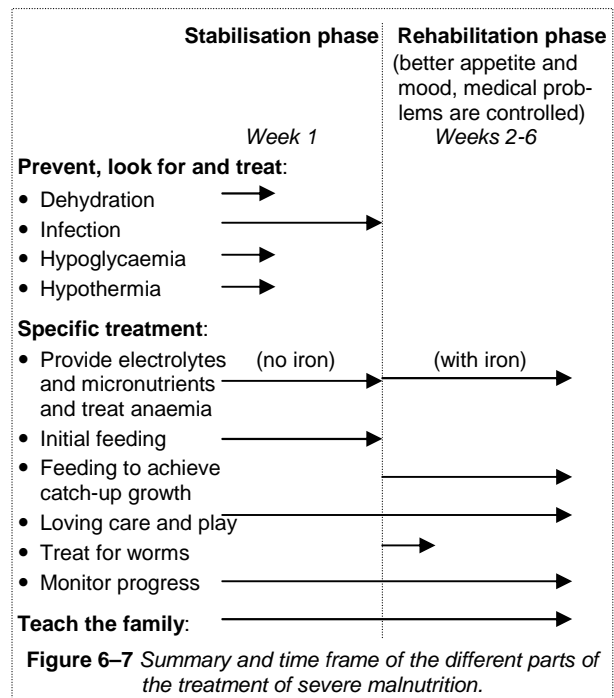 Stabilisation phase Rehabilitation phase
(better appetite and
mood, medical prob-
lems are controlled)
Week 1 Weeks 2-6
Prevent, look for and treat:
• Dehydration
• Infection
• Hypoglycaemia
• Hypothermia
Specific treatment:
• Provide electrolytes (no iron) (with iron)
and micronutrients
and treat anaemia
• Initial feeding
• Feeding to achieve
catch-up growth
• Loving care and play
• Treat for worms
• Monitor progress
Teach the family:
Figure 6–7 Summary and time frame of the different parts of
the treatment of severe malnutrition.